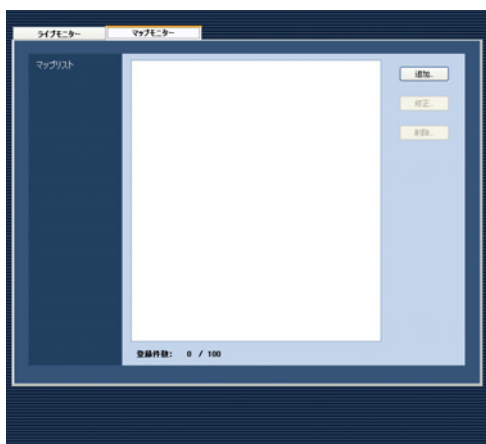 ライブモニター
マップモニター
マップリスト
追加...
修正...
削除...
登録件数: 0 / 100